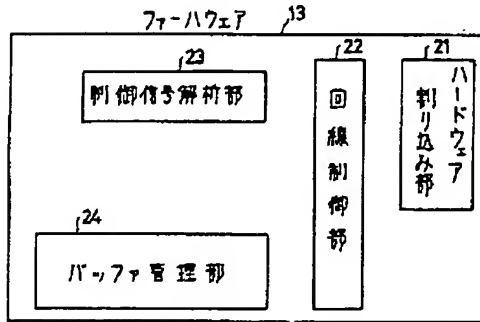 ファームウェア 13
23
制御信号解析部
22
回線制御部
21
ハードウェア
割り込み部
24
バッファ管理部